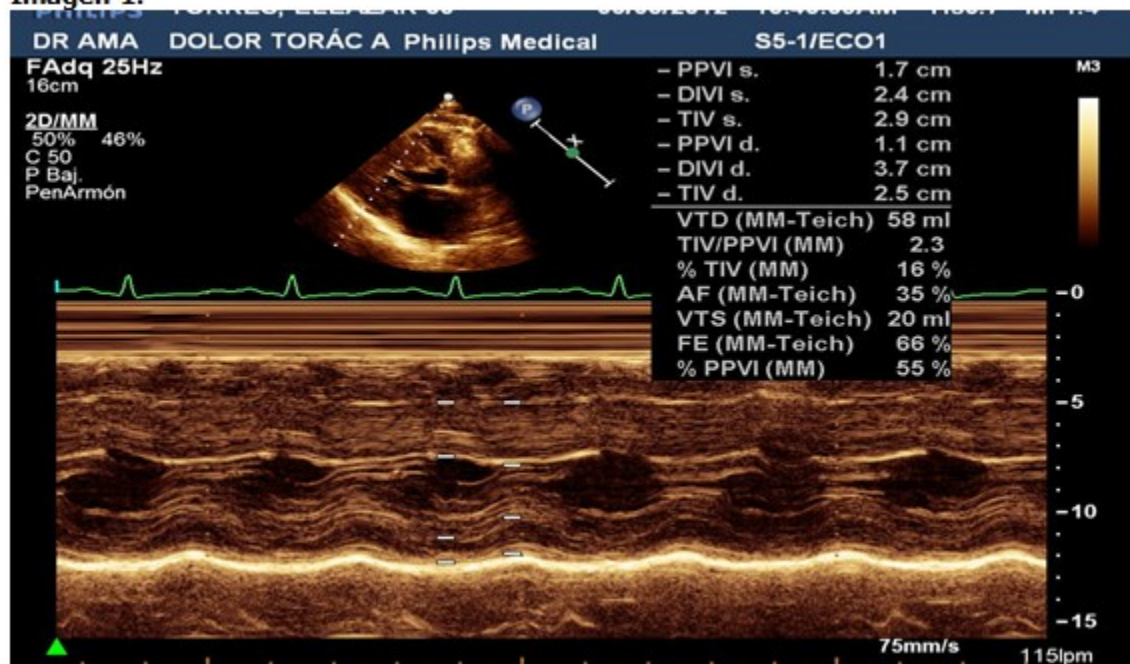 Imagen 1.
DR AMA DOLOR TORÁC A Philips Medical S5-1/ECO1
FAdq 25Hz
16cm
2D/MM
50% 46%
C 50
P Baj.
PenArmón
P
– PPVI s. 1.7 cm
– DIVI s. 2.4 cm
– TIV s. 2.9 cm
– PPVI d. 1.1 cm
– DIVI d. 3.7 cm
– TIV d. 2.5 cm
VTD (MM-Teich) 58 ml
TIV/PPVI (MM) 2.3
% TIV (MM) 16 %
AF (MM-Teich) 35 %
VTS (MM-Teich) 20 ml
FE (MM-Teich) 66 %
% PPVI (MM) 55 %
M3
0
5
10
15
75mm/s
115lpm